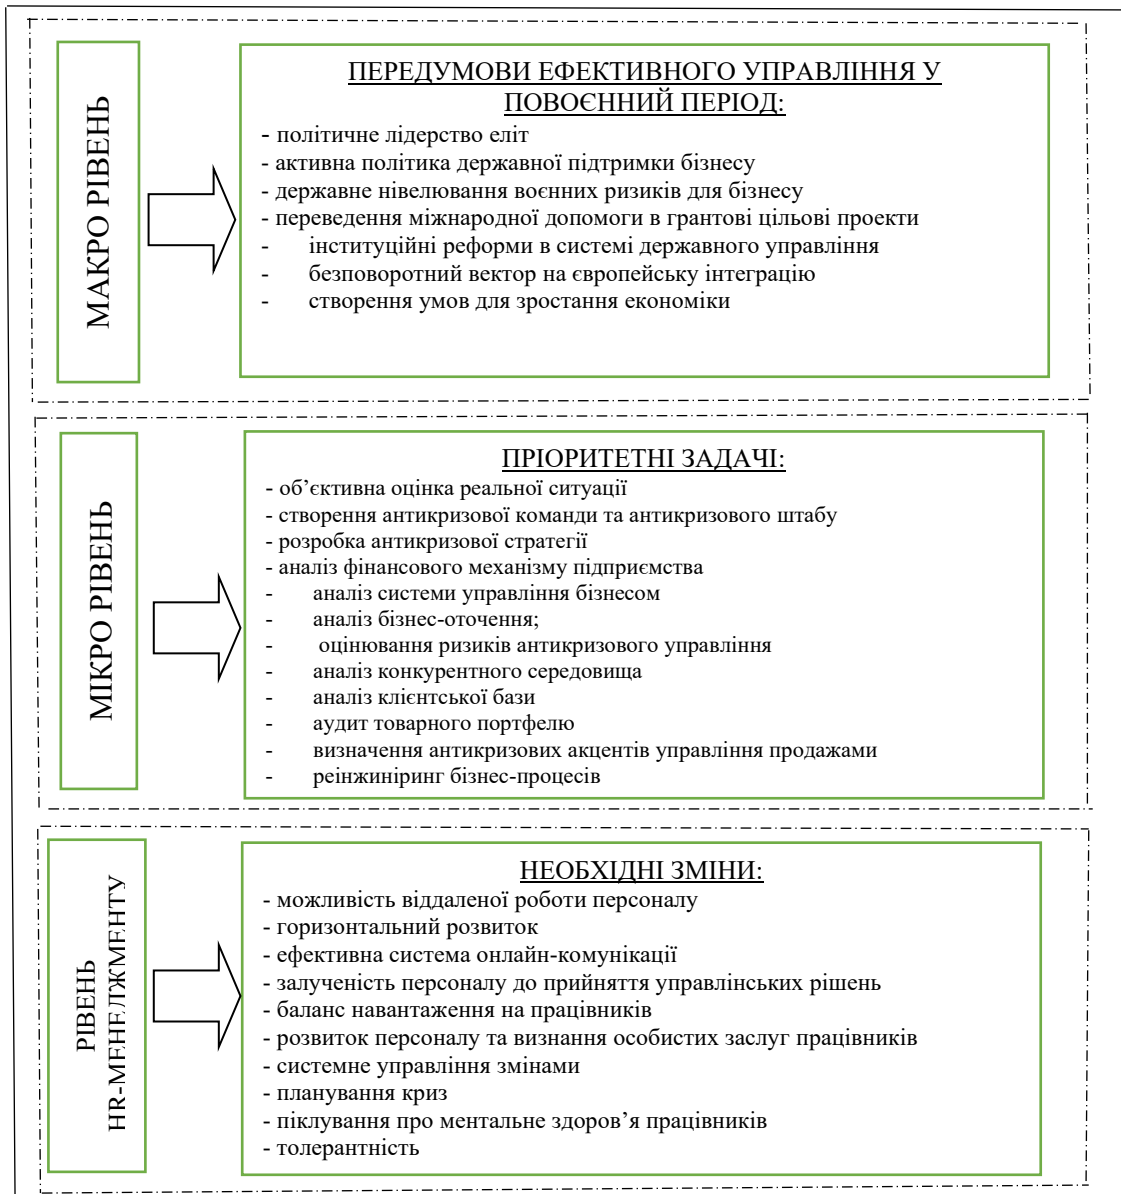 МАКРО РІВЕНЬ
ПЕРЕДУМОВИ ЕФЕКТИВНОГО УПРАВЛІННЯ У
ПОВОЄННИЙ ПЕРІОД:
- політичне лідерство еліт
- активна політика державної підтримки бізнесу
- державне нівелювання воєнних ризиків для бізнесу
- переведення міжнародної допомоги в грантові цільові проекти
- інституційні реформи в системі державного управління
- безповоротний вектор на європейську інтеграцію
- створення умов для зростання економіки
МІКРО РІВЕНЬ
ПРІОРИТЕТНІ ЗАДАЧІ:
- об’єктивна оцінка реальної ситуації
- створення антикризової команди та антикризового штабу
- розробка антикризової стратегії
- аналіз фінансового механізму підприємства
- аналіз системи управління бізнесом
- аналіз бізнес-оточення;
- оцінювання ризиків антикризового управління
- аналіз конкурентного середовища
- аналіз клієнтської бази
- аудит товарного портфелю
- визначення антикризових акцентів управління продажами
- реінжиніринг бізнес-процесів
РІВЕНЬ
HR-МЕНЕДЖМЕНТУ
НЕОБХІДНІ ЗМІНИ:
- можливість віддаленої роботи персоналу
- горизонтальний розвиток
- ефективна система онлайн-комунікації
- залученість персоналу до прийняття управлінських рішень
- баланс навантаження на працівників
- розвиток персоналу та визнання особистих заслуг працівників
- системне управління змінами
- планування криз
- піклування про ментальне здоров’я працівників
- толерантність